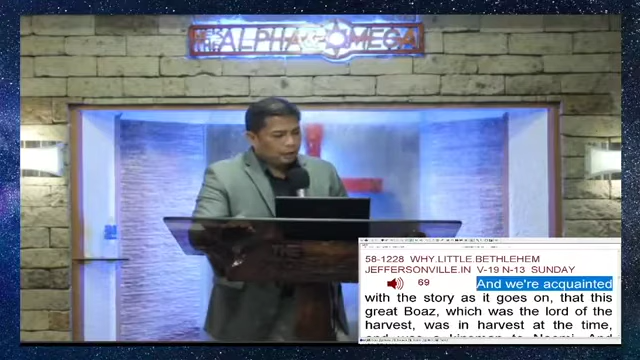 ALPHA OMEGA
58-1228 WHY.LITTLE.BETHLEHEM
JEFFERSONVILLE.IN V-19 N-13 SUNDAY
69 And we're acquainted
with the story as it goes on, that this
great Boaz, which was the lord of the
harvest, was in harvest at the time,